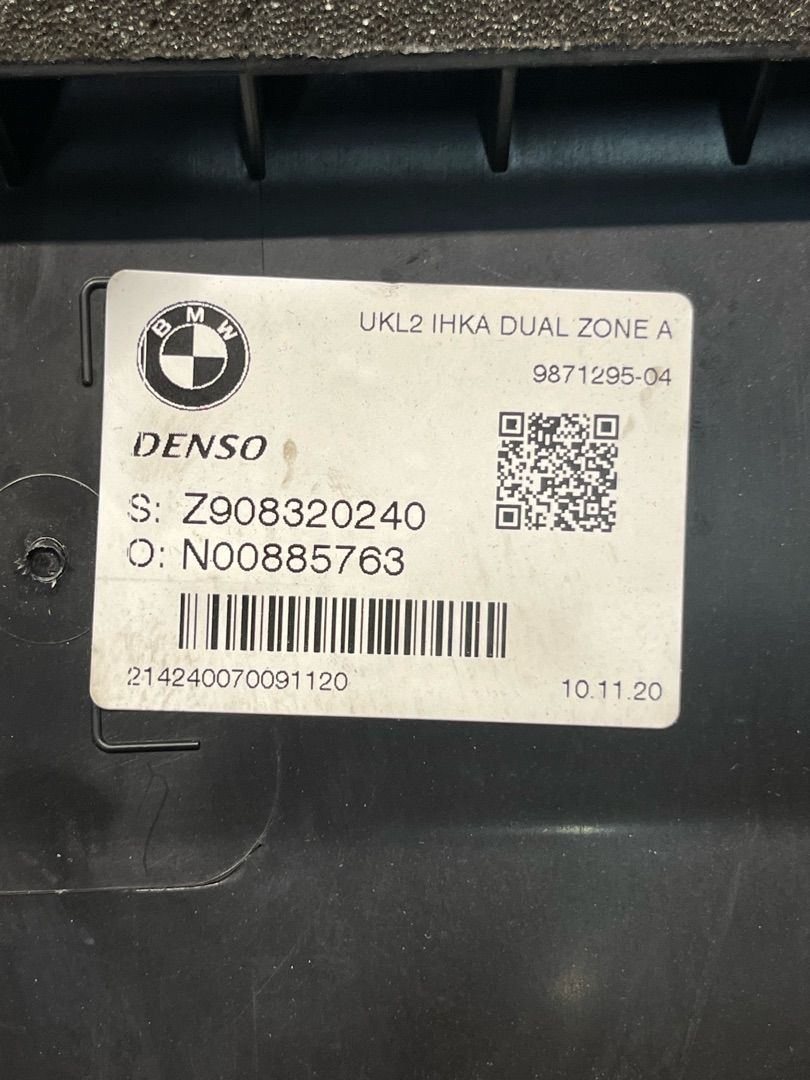 BMW
UKL2 IHKA DUAL ZONE A
9871295-04
DENSO
S: Z908320240
O: N00885763
214240070091120
10.11.20